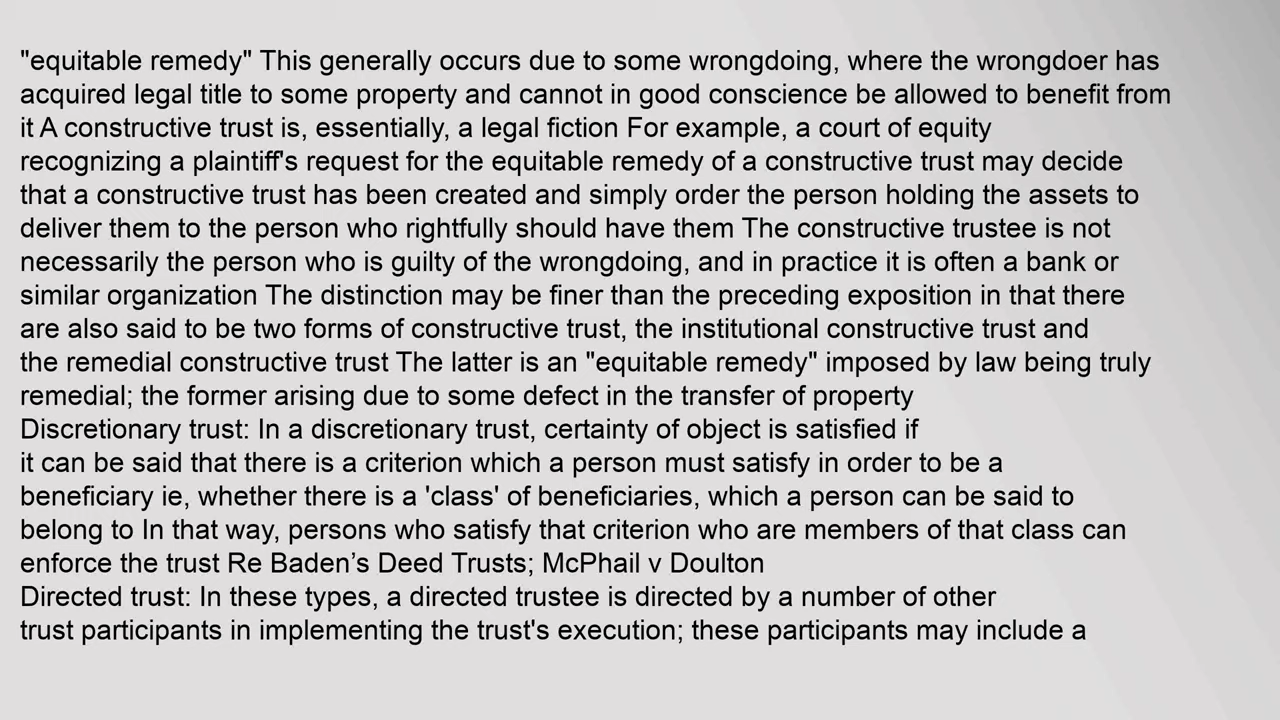 "equitable remedy" This generally occurs due to some wrongdoing, where the wrongdoer has
acquired legal title to some property and cannot in good conscience be allowed to benefit from
it A constructive trust is, essentially, a legal fiction For example, a court of equity
recognizing a plaintiff's request for the equitable remedy of a constructive trust may decide
that a constructive trust has been created and simply order the person holding the assets to
deliver them to the person who rightfully should have them The constructive trustee is not
necessarily the person who is guilty of the wrongdoing, and in practice it is often a bank or
similar organization The distinction may be finer than the preceding exposition in that there
are also said to be two forms of constructive trust, the institutional constructive trust and
the remedial constructive trust The latter is an "equitable remedy" imposed by law being truly
remedial; the former arising due to some defect in the transfer of property
Discretionary trust: In a discretionary trust, certainty of object is satisfied if
it can be said that there is a criterion which a person must satisfy in order to be a
beneficiary ie, whether there is a 'class' of beneficiaries, which a person can be said to
belong to In that way, persons who satisfy that criterion who are members of that class can
enforce the trust Re Baden’s Deed Trusts; McPhail v Doulton
Directed trust: In these types, a directed trustee is directed by a number of other
trust participants in implementing the trust's execution; these participants may include a